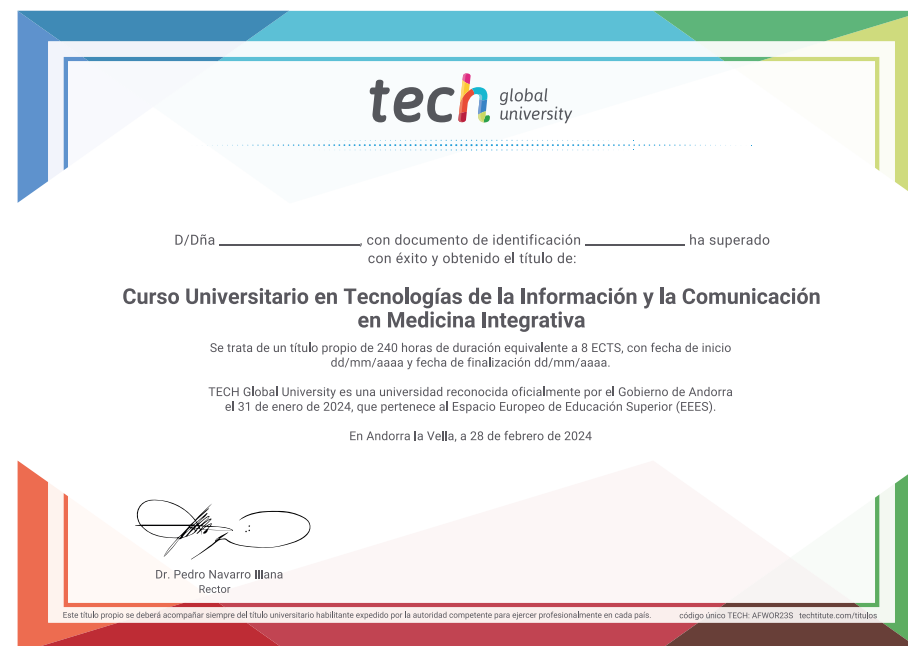 tech global
university
D/Dña ____________________, con documento de identificación ______________ ha superado
con éxito y obtenido el título de:
Curso Universitario en Tecnologías de la Información y la Comunicación
en Medicina Integrativa
Se trata de un título propio de 240 horas de duración equivalente a 8 ECTS, con fecha de inicio
dd/mm/aaaa y fecha de finalización dd/mm/aaaa.
TECH Global University es una universidad reconocida oficialmente por el Gobierno de Andorra
el 31 de enero de 2024, que pertenece al Espacio Europeo de Educación Superior (EEES).
En Andorra la Vella, a 28 de febrero de 2024
Dr. Pedro Navarro Illana
Rector
Este título propio se deberá acompañar siempre del título universitario habilitante expedido por la autoridad competente para ejercer profesionalmente en cada país. código único TECH: AFWOR23S techtitute.com/titulos